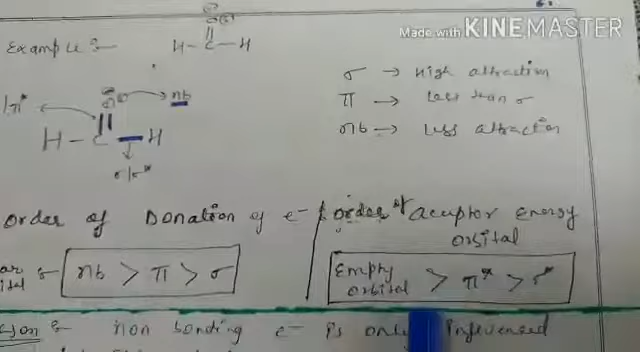 Made with KINEMASTER
Example :-
H - C - H
σ → High attraction
π → Less than σ
nb → Less attraction
π* nb
H - C - H
σ/σ*
order of Donation of e-
order of Acceptor Energy
orbital
nb > π > σ
Empty
orbital > π* > σ*
non bonding e- is only influenced